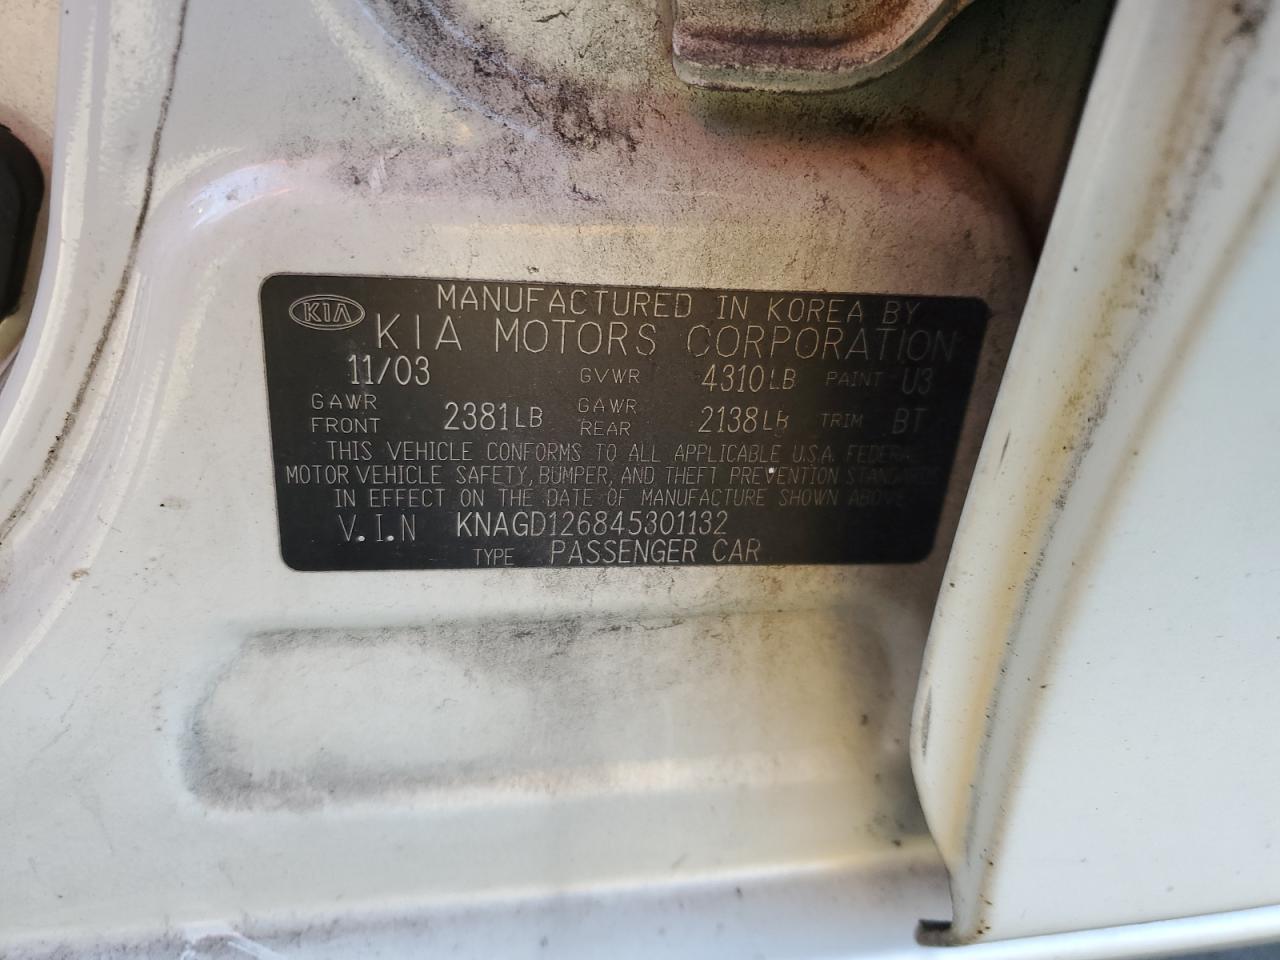 KIA
MANUFACTURED IN KOREA BY
KIA MOTORS CORPORATION
11/03 GVWR 4310LB PAINT U3
GAWR FRONT 2381LB GAWR REAR 2138LB TRIM BT
THIS VEHICLE CONFORMS TO ALL APPLICABLE U.S.A. FEDERAL
MOTOR VEHICLE SAFETY, BUMPER, AND THEFT PREVENTION STANDARDS
IN EFFECT ON THE DATE OF MANUFACTURE SHOWN ABOVE
V.I.N KNAGD126845301132
TYPE PASSENGER CAR